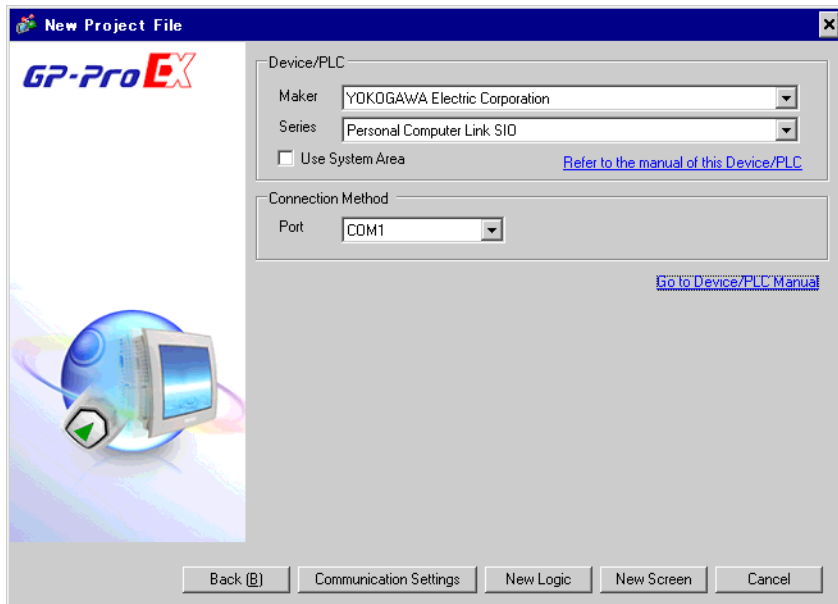 New Project File
GP-Pro EX
Device/PLC
Maker YOKOGAWA Electric Corporation
Series Personal Computer Link SIO
Use System Area Refer to the manual of this Device/PLC
Connection Method
Port COM1
Go to Device/PLC Manual
Back (B) Communication Settings New Logic New Screen Cancel